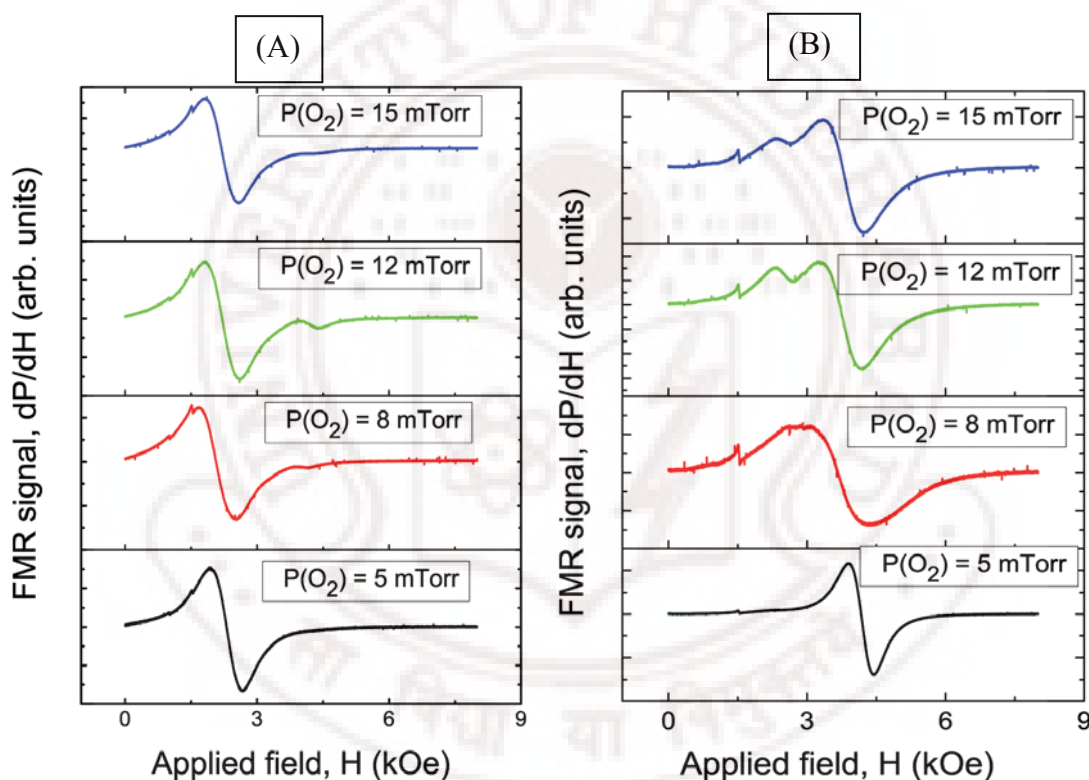 (A)
FMR signal, dP/dH (arb. units)
P(O₂) = 15 mTorr
P(O₂) = 12 mTorr
P(O₂) = 8 mTorr
P(O₂) = 5 mTorr
0 3 6 9
Applied field, H (kOe)
(B)
FMR signal, dP/dH (arb. units)
P(O₂) = 15 mTorr
P(O₂) = 12 mTorr
P(O₂) = 8 mTorr
P(O₂) = 5 mTorr
0 3 6 9
Applied field, H (kOe)